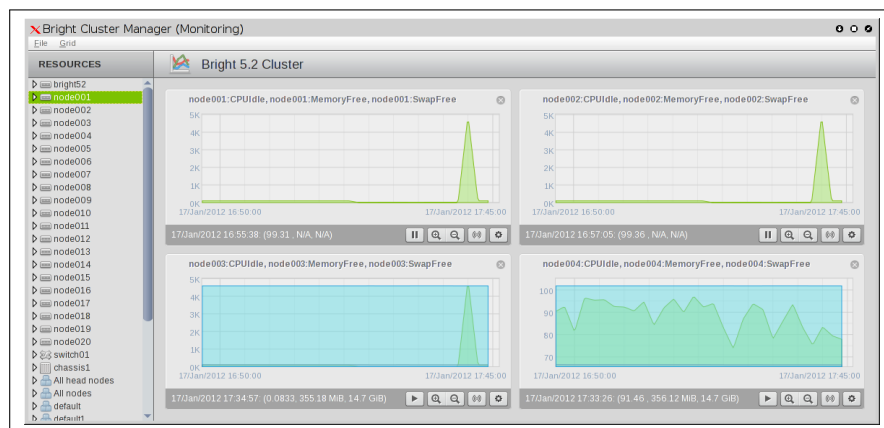 Bright Cluster Manager (Monitoring)
File Grid
RESOURCES
Bright 5.2 Cluster
bright52
node001
node002
node003
node004
node005
node006
node007
node008
node009
node010
node011
node012
node013
node014
node015
node016
node017
node018
node019
node020
switch01
chassis1
All head nodes
All nodes
default
default1
node001:CPUIdle, node001:MemoryFree, node001:SwapFree
5K
4K
3K
2K
1K
0K
17/Jan/2012 16:50:00 17/Jan/2012 17:45:00
17/Jan/2012 16:55:38: (99.31 , N/A, N/A)
node002:CPUIdle, node002:MemoryFree, node002:SwapFree
5K
4K
3K
2K
1K
0K
17/Jan/2012 16:50:00 17/Jan/2012 17:45:00
17/Jan/2012 16:57:05: (99.36 , N/A, N/A)
node003:CPUIdle, node003:MemoryFree, node003:SwapFree
5K
4K
3K
2K
1K
0K
17/Jan/2012 16:50:00 17/Jan/2012 17:45:00
17/Jan/2012 17:34:57: (0.0833, 355.18 MiB, 14.7 GiB)
node004:CPUIdle, node004:MemoryFree, node004:SwapFree
100
90
80
70
17/Jan/2012 16:50:00 17/Jan/2012 17:45:00
17/Jan/2012 17:33:26: (91.46 , 356.12 MiB, 14.7 GiB)